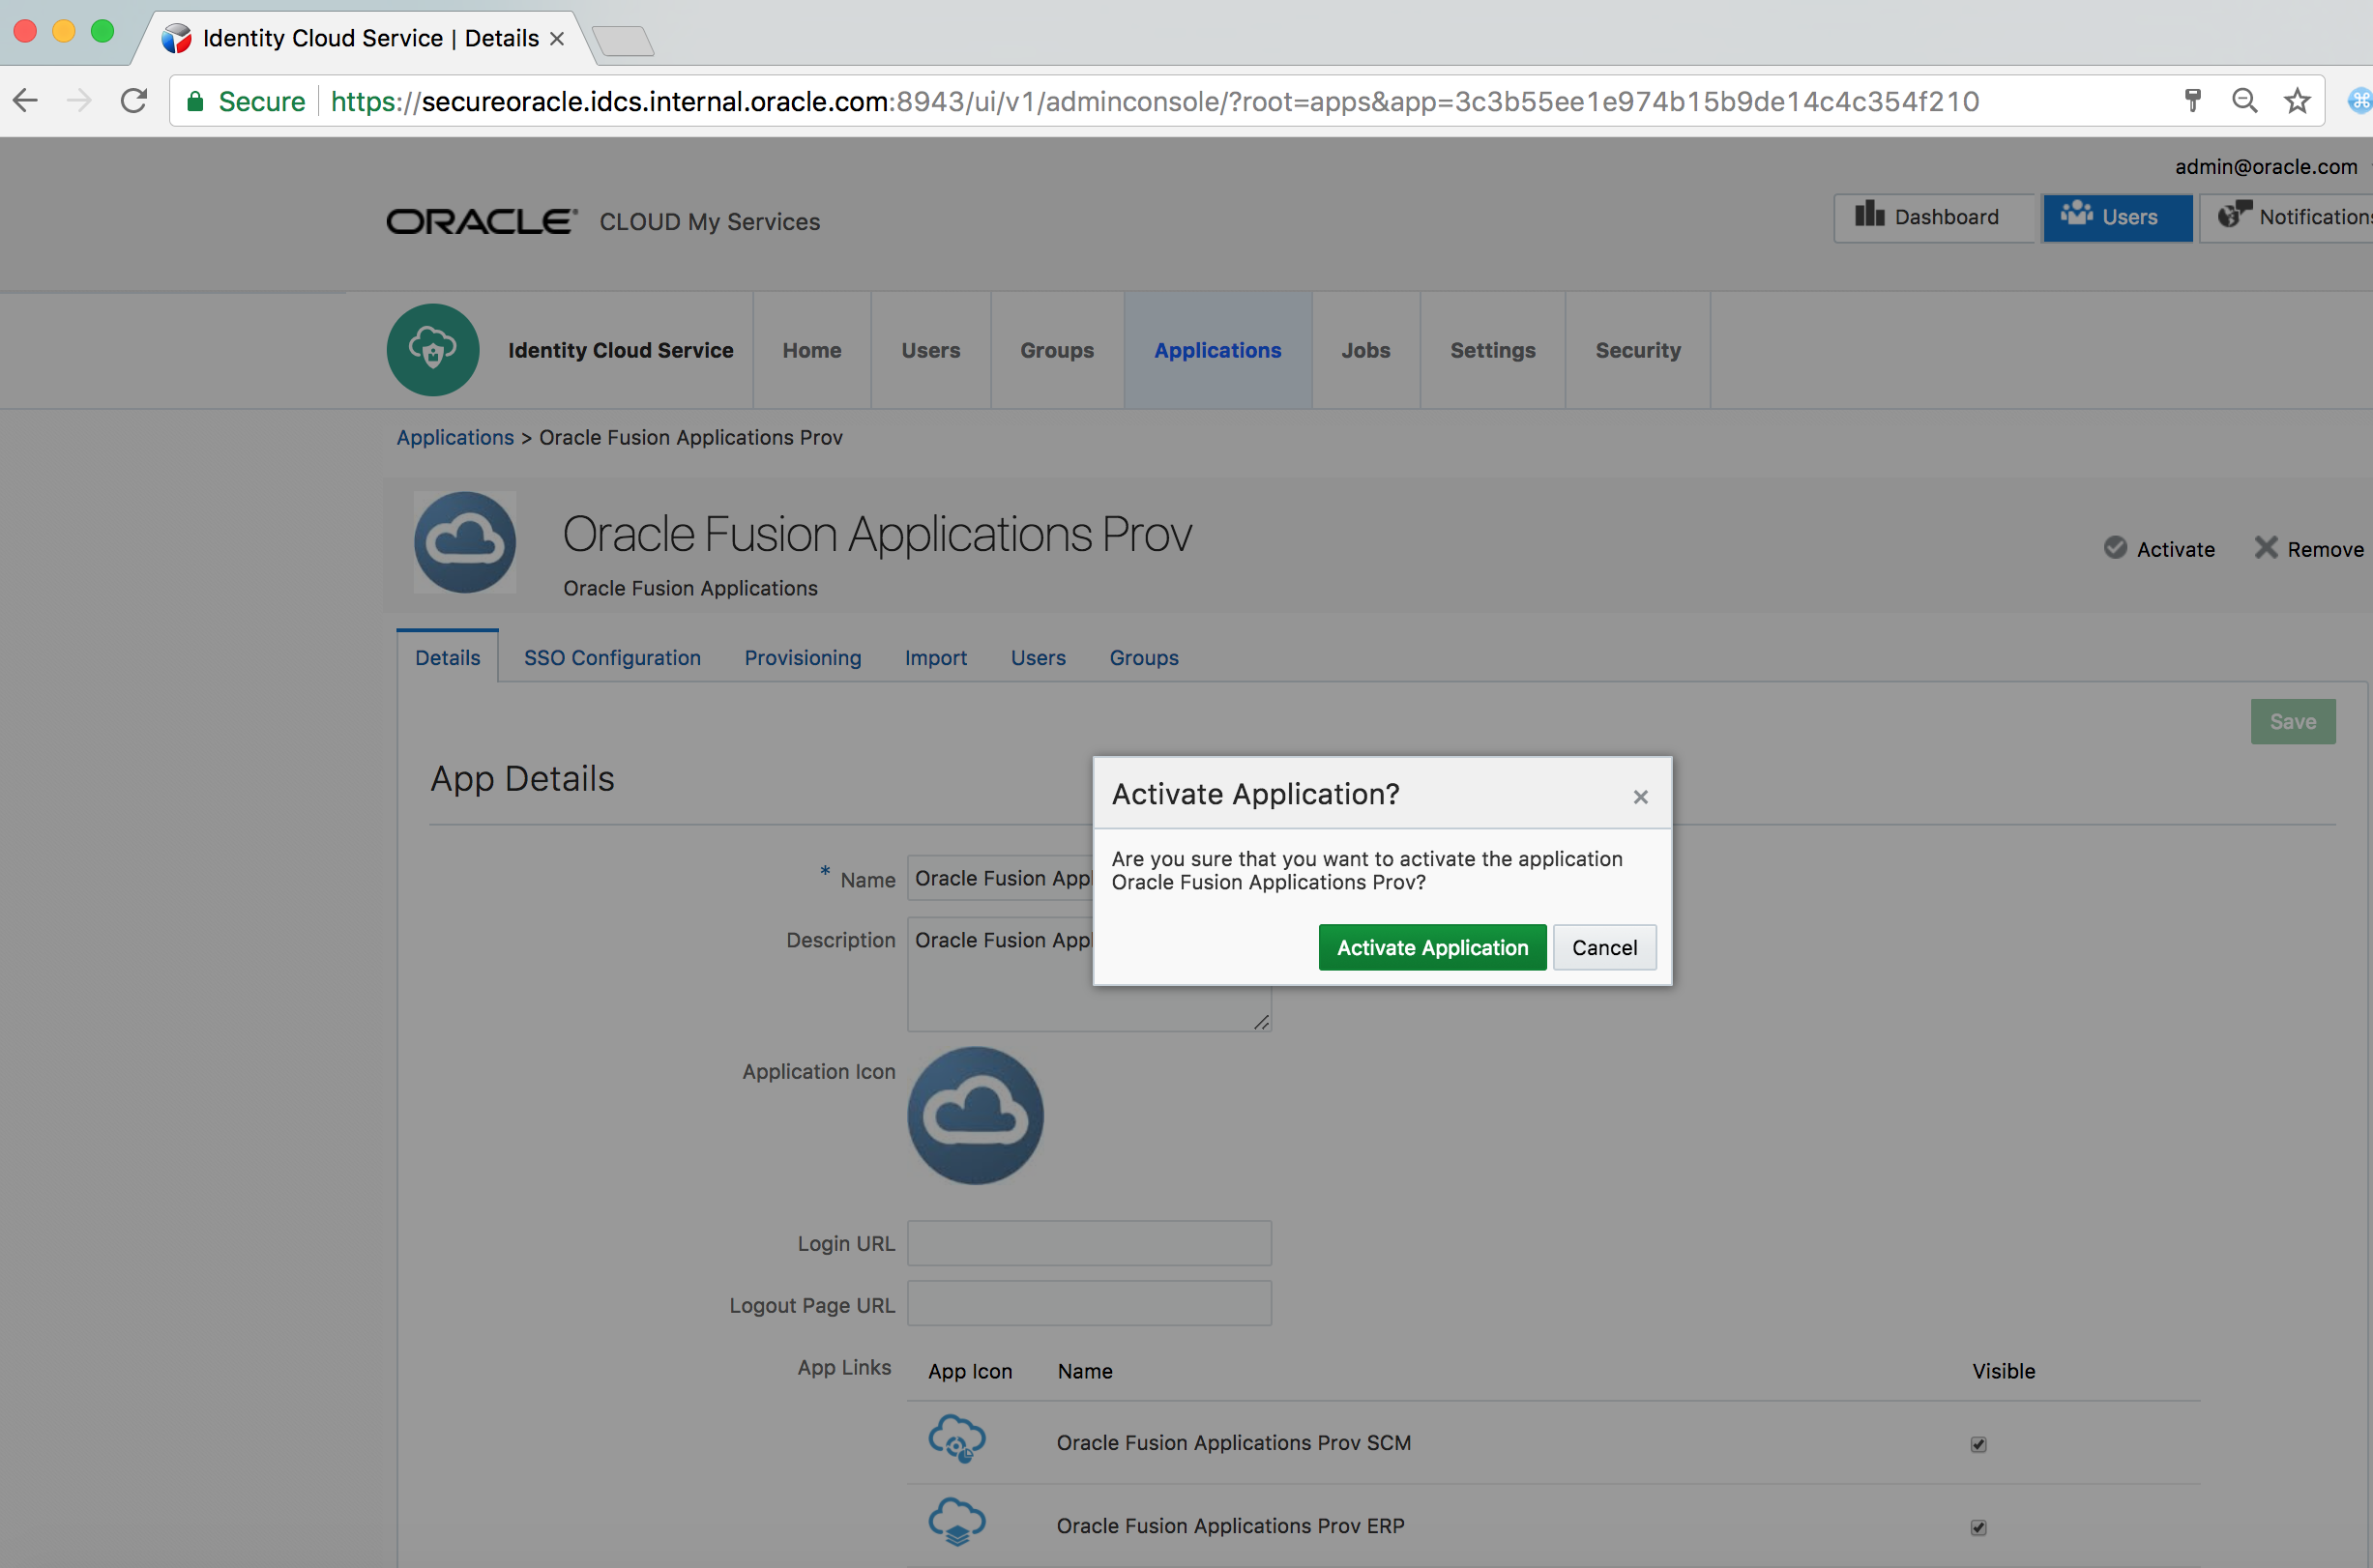 Identity Cloud Service | Details
Secure https://secureoracle.idcs.internal.oracle.com:8943/ui/v1/adminconsole/?root=apps&app=3c3b55ee1e974b15b9de14c4c354f210
admin@oracle.com
ORACLE® CLOUD My Services
Dashboard Users Notifications
Identity Cloud Service Home Users Groups Applications Jobs Settings Security
Applications > Oracle Fusion Applications Prov
Oracle Fusion Applications Prov
Activate Remove
Oracle Fusion Applications
Details SSO Configuration Provisioning Import Users Groups
Save
App Details
Activate Application?
Are you sure that you want to activate the application
Oracle Fusion Applications Prov?
Activate Application Cancel
* Name Oracle Fusion Appl
Description Oracle Fusion Appl
Application Icon
Login URL
Logout Page URL
App Links App Icon Name Visible
Oracle Fusion Applications Prov SCM
Oracle Fusion Applications Prov ERP